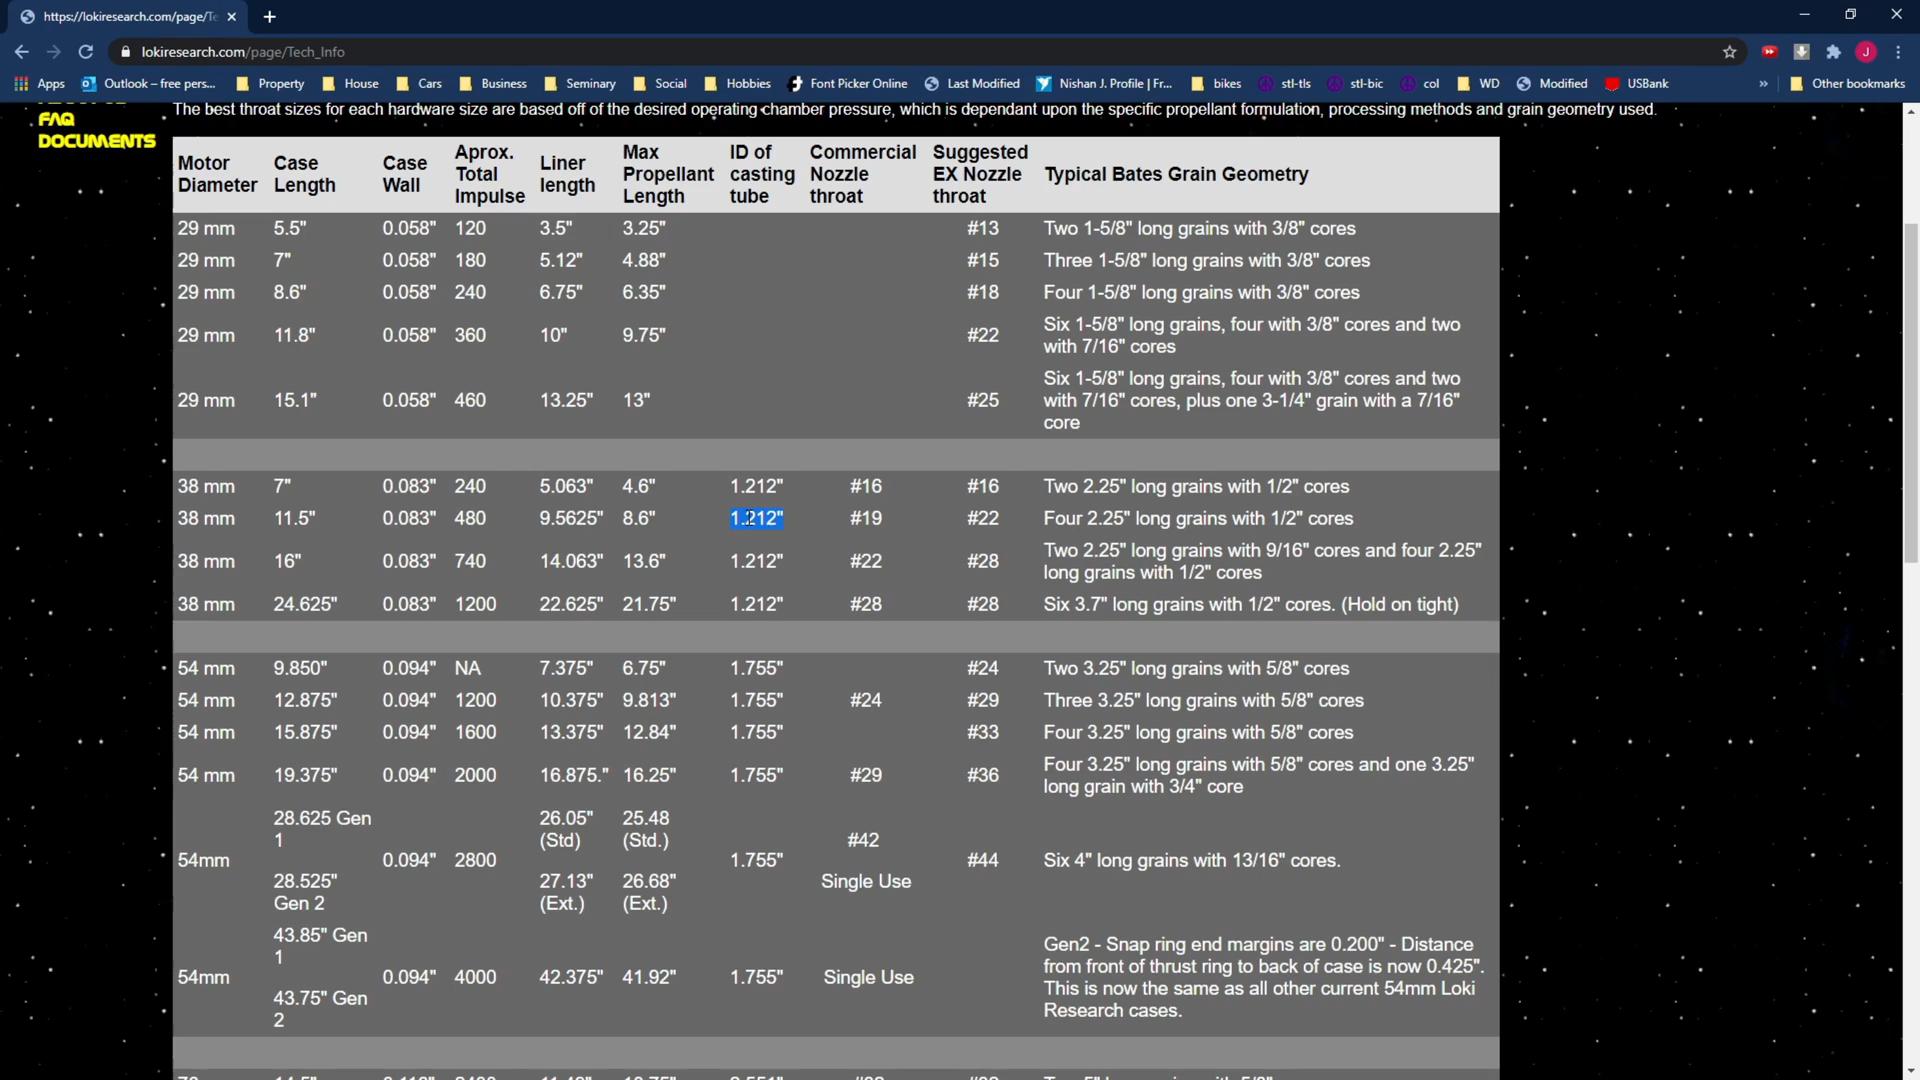 https://lokiresearch.com/page/Te
lokiresearch.com/page/Tech_Info
J
Apps
Outlook – free pers...
Property
House
Cars
Business
Seminary
Social
Hobbies
Font Picker Online
Last Modified
Nishan J. Profile | Fr...
bikes
stl-tls
stl-bic
col
WD
Modified
USBank
»
Other bookmarks
FAQ
DOCUMENTS
The best throat sizes for each hardware size are based off of the desired operating chamber pressure, which is dependant upon the specific propellant formulation, processing methods and grain geometry used.
Motor Diameter
Case Length
Case Wall
Aprox. Total Impulse
Liner length
Max Propellant Length
ID of casting tube
Commercial Nozzle throat
Suggested EX Nozzle throat
Typical Bates Grain Geometry
29 mm 5.5" 0.058" 120 3.5" 3.25" #13 Two 1-5/8" long grains with 3/8" cores
29 mm 7" 0.058" 180 5.12" 4.88" #15 Three 1-5/8" long grains with 3/8" cores
29 mm 8.6" 0.058" 240 6.75" 6.35" #18 Four 1-5/8" long grains with 3/8" cores
29 mm 11.8" 0.058" 360 10" 9.75" #22 Six 1-5/8" long grains, four with 3/8" cores and two
with 7/16" cores
29 mm 15.1" 0.058" 460 13.25" 13" #25 Six 1-5/8" long grains, four with 3/8" cores and two
with 7/16" cores, plus one 3-1/4" grain with a 7/16"
core
38 mm 7" 0.083" 240 5.063" 4.6" 1.212" #16 #16 Two 2.25" long grains with 1/2" cores
38 mm 11.5" 0.083" 480 9.5625" 8.6" 1.212" #19 #22 Four 2.25" long grains with 1/2" cores
38 mm 16" 0.083" 740 14.063" 13.6" 1.212" #22 #28 Two 2.25" long grains with 9/16" cores and four 2.25"
long grains with 1/2" cores
38 mm 24.625" 0.083" 1200 22.625" 21.75" 1.212" #28 #28 Six 3.7" long grains with 1/2" cores. (Hold on tight)
54 mm 9.850" 0.094" NA 7.375" 6.75" 1.755" #24 Two 3.25" long grains with 5/8" cores
54 mm 12.875" 0.094" 1200 10.375" 9.813" 1.755" #24 #29 Three 3.25" long grains with 5/8" cores
54 mm 15.875" 0.094" 1600 13.375" 12.84" 1.755" #33 Four 3.25" long grains with 5/8" cores
54 mm 19.375" 0.094" 2000 16.875." 16.25" 1.755" #29 #36 Four 3.25" long grains with 5/8" cores and one 3.25"
long grain with 3/4" core
54mm
28.625 Gen
1
28.525"
Gen 2
0.094" 2800
26.05"
(Std)
27.13"
(Ext.)
25.48
(Std.)
26.68"
(Ext.)
1.755"
#42
Single Use
#44 Six 4" long grains with 13/16" cores.
54mm
43.85" Gen
1
43.75" Gen
2
0.094" 4000 42.375" 41.92" 1.755" Single Use
Gen2 - Snap ring end margins are 0.200" - Distance
from front of thrust ring to back of case is now 0.425".
This is now the same as all other current 54mm Loki
Research cases.